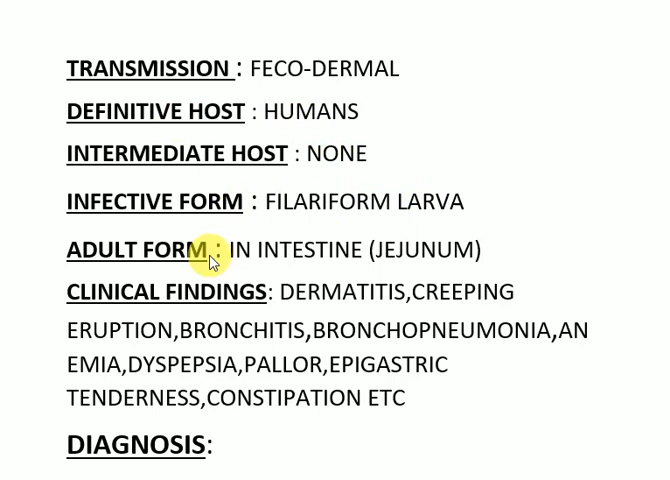 TRANSMISSION : FECO-DERMAL
DEFINITIVE HOST : HUMANS
INTERMEDIATE HOST : NONE
INFECTIVE FORM : FILARIFORM LARVA
ADULT FORM : IN INTESTINE (JEJUNUM)
CLINICAL FINDINGS: DERMATITIS,CREEPING
ERUPTION,BRONCHITIS,BRONCHOPNEUMONIA,AN
EMIA,DYSPEPSIA,PALLOR,EPIGASTRIC
TENDERNESS,CONSTIPATION ETC
DIAGNOSIS: